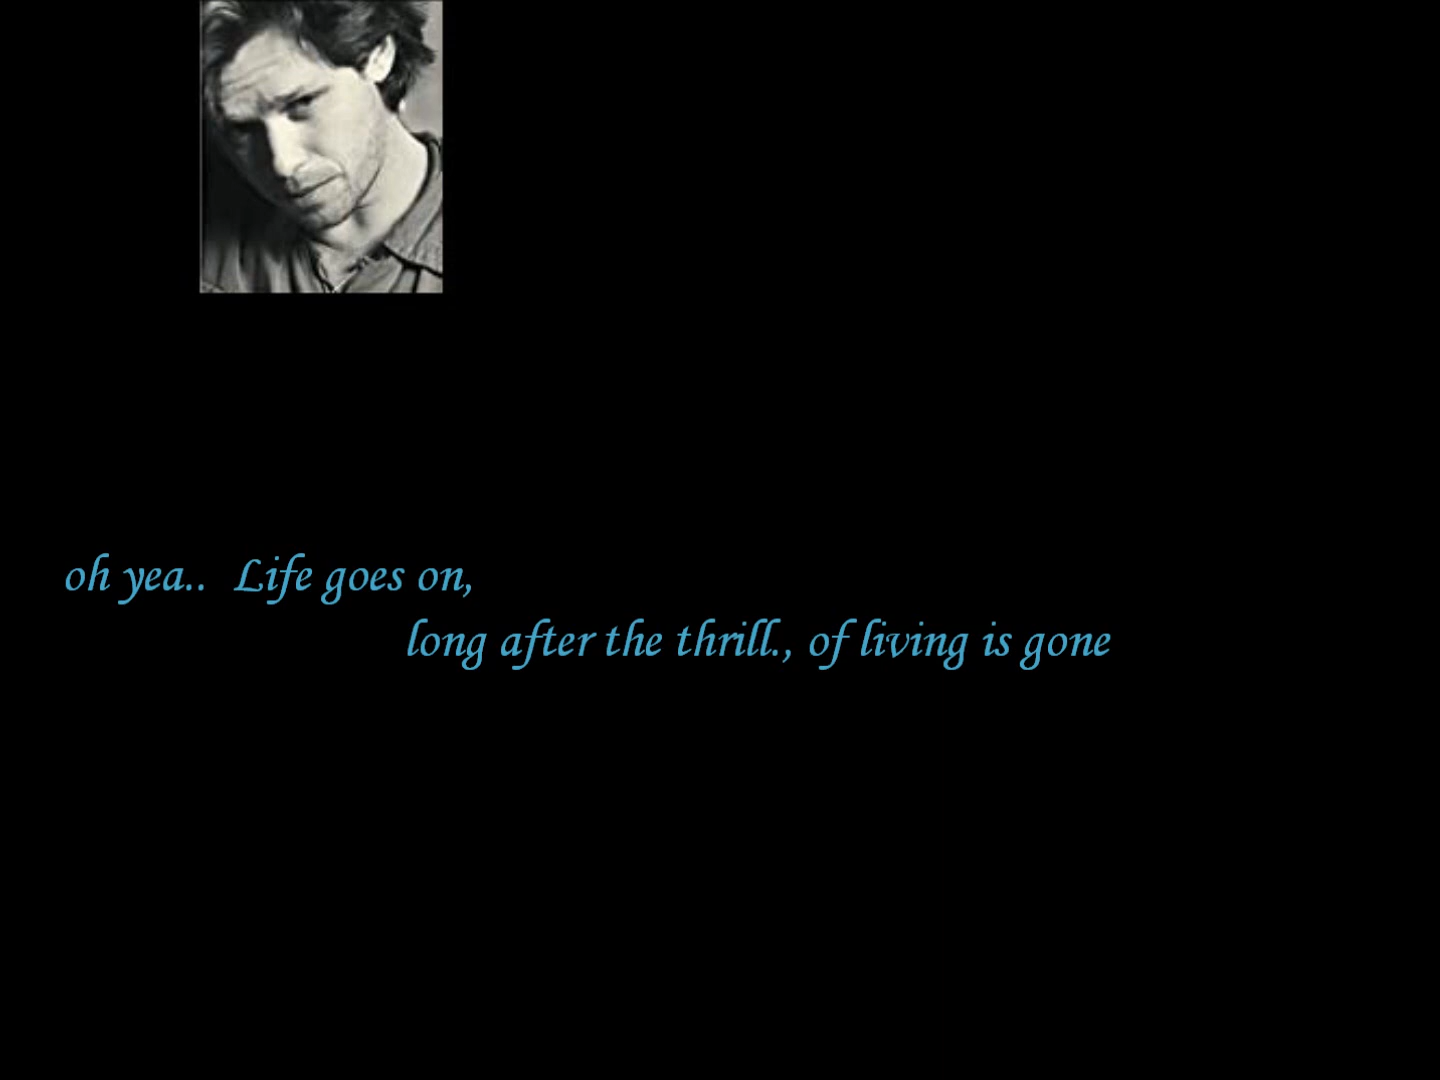 oh yea..  Life goes on,
long after the thrill., of living is gone